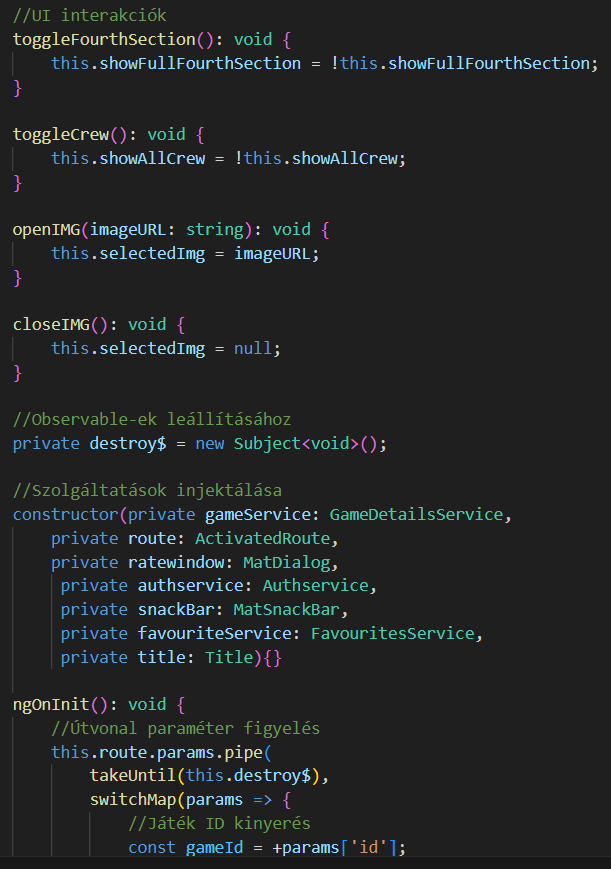 //UI interakciók
toggleFourthSection(): void {
    this.showFullFourthSection = !this.showFullFourthSection;
}

toggleCrew(): void {
    this.showAllCrew = !this.showAllCrew;
}

openIMG(imageURL: string): void {
    this.selectedImg = imageURL;
}

closeIMG(): void {
    this.selectedImg = null;
}

//Observable-ek leállításához
private destroy$ = new Subject<void>();

//Szolgáltatások injektálása
constructor(private gameService: GameDetailsService,
    private route: ActivatedRoute,
    private ratewindow: MatDialog,
     private authservice: Authservice,
     private snackBar: MatSnackBar,
     private favouriteService: FavouritesService,
     private title: Title){}

ngOnInit(): void {
    //Útvonal paraméter figyelés
    this.route.params.pipe(
        takeUntil(this.destroy$),
        switchMap(params => {
            //Játék ID kinyerés
            const gameId = +params['id'];